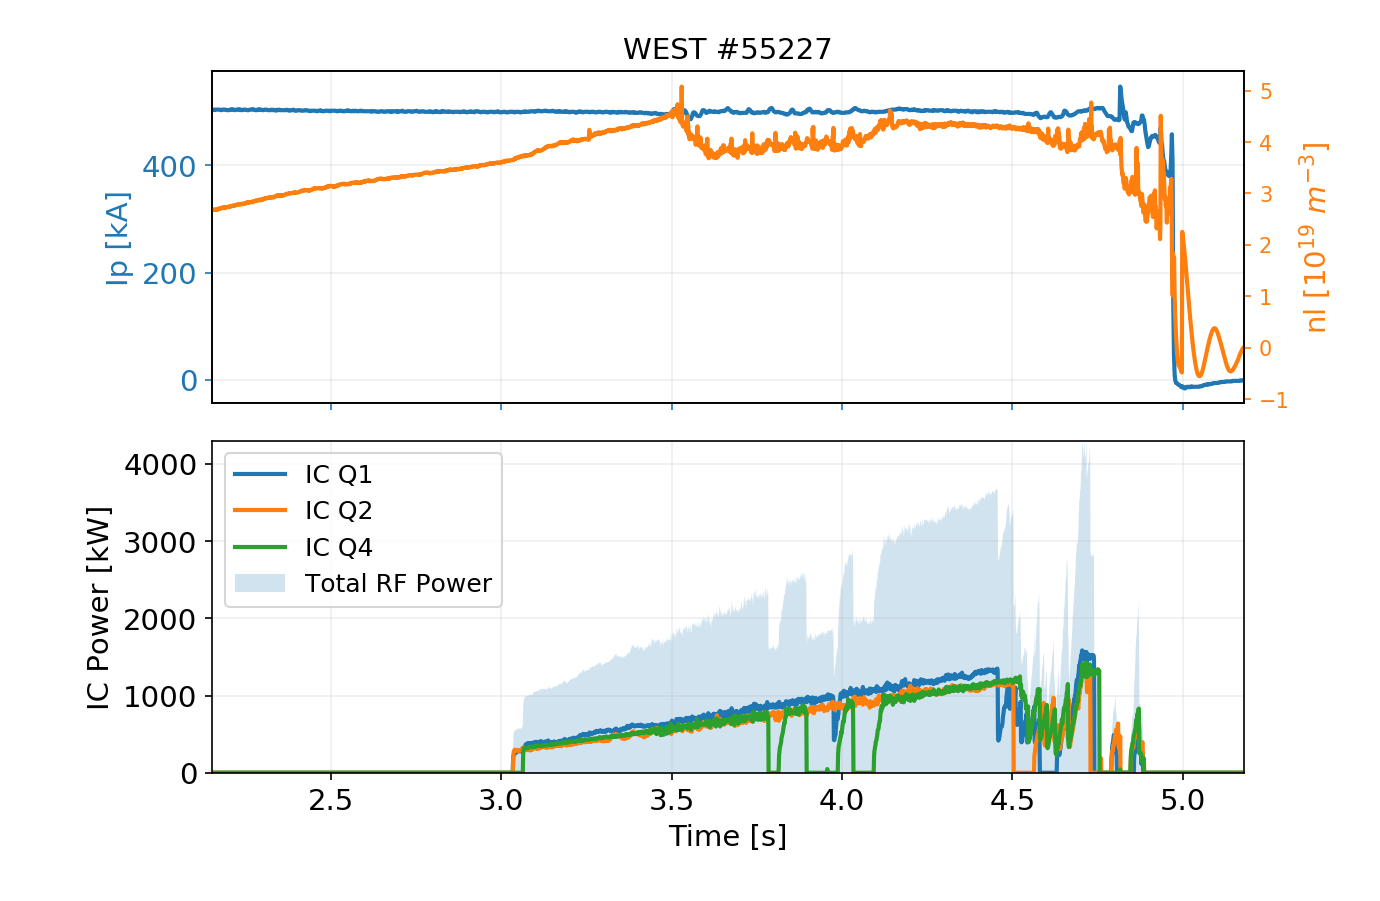 WEST #55227
Ip [kA]
400
200
0
nl [10¹⁹ m⁻³]
5
4
3
2
1
0
−1
IC Power [kW]
4000
3000
2000
1000
0
IC Q1
IC Q2
IC Q4
Total RF Power
2.5 3.0 3.5 4.0 4.5 5.0
Time [s]